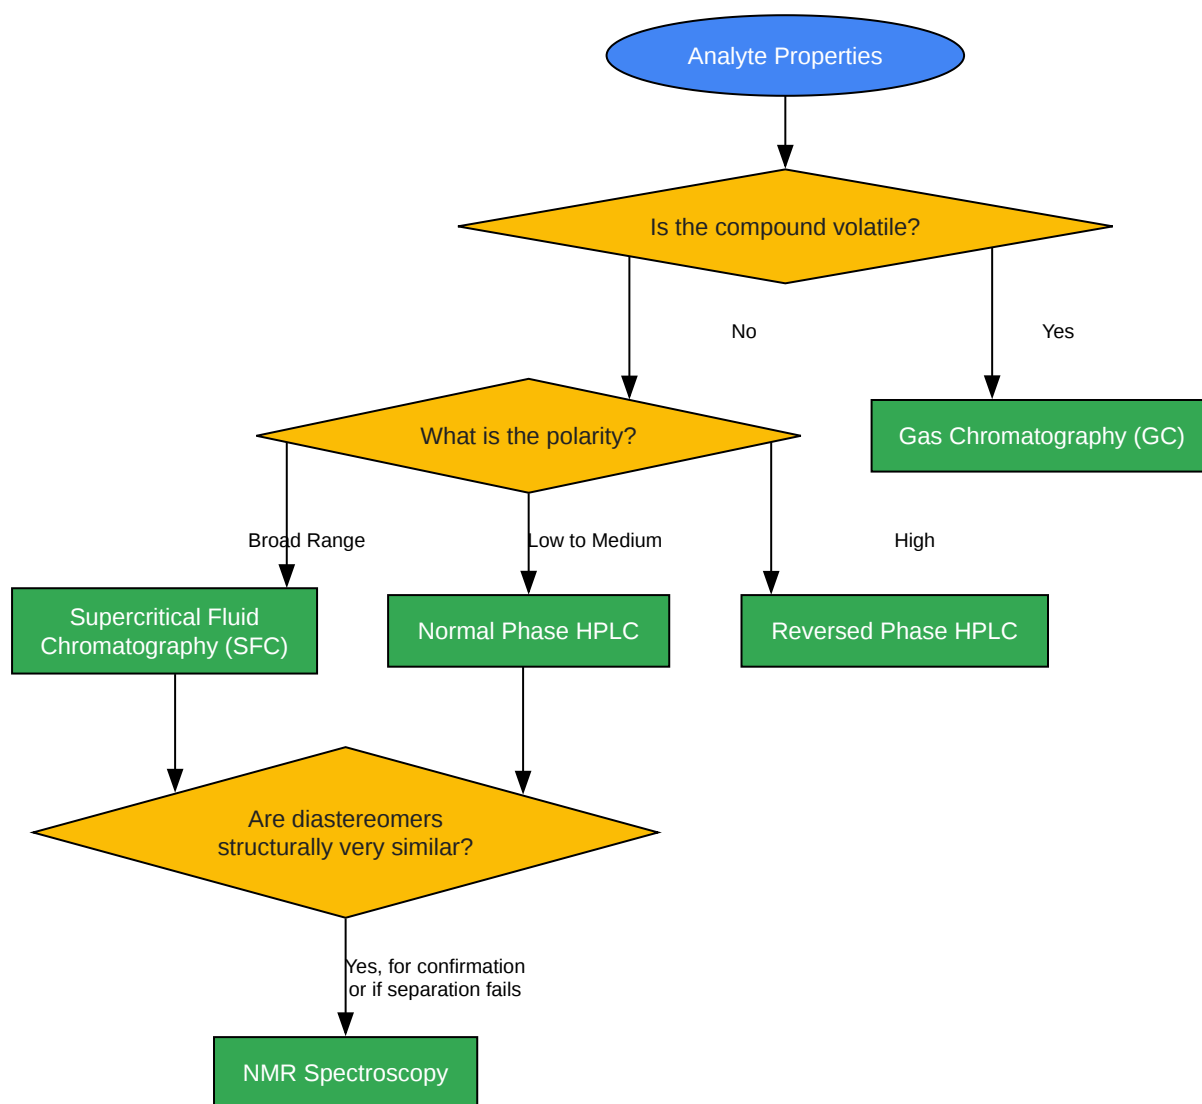 Analyte Properties
Is the compound volatile?
No
Yes
What is the polarity?
Gas Chromatography (GC)
Broad Range
Low to Medium
High
Supercritical Fluid
Chromatography (SFC)
Normal Phase HPLC
Reversed Phase HPLC
Are diastereomers
structurally very similar?
Yes, for confirmation
or if separation fails
NMR Spectroscopy